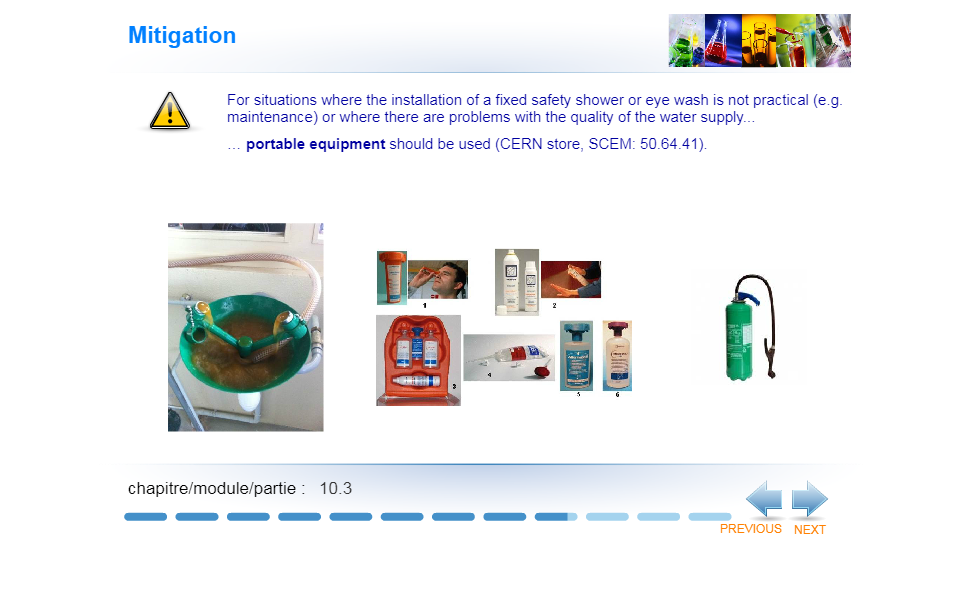 Mitigation
For situations where the installation of a fixed safety shower or eye wash is not practical (e.g.
maintenance) or where there are problems with the quality of the water supply...
... portable equipment should be used (CERN store, SCEM: 50.64.41).
1
2
3
4
5
6
chapitre/module/partie : 10.3
PREVIOUS NEXT